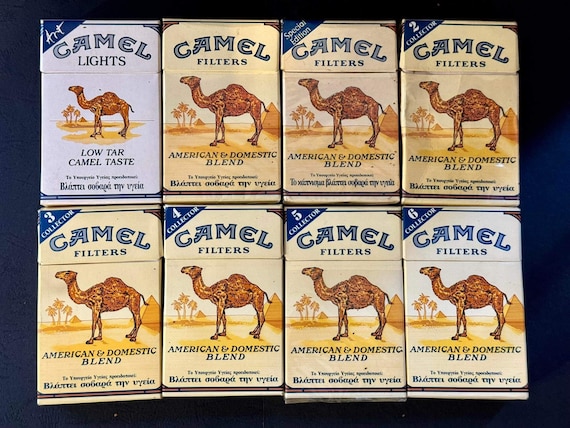 Art
CAMEL
LIGHTS
LOW TAR
CAMEL TASTE
Το Υπουργείο Υγείας προειδοποιεί:
Βλάπτει σοβαρά την υγεία
CAMEL
FILTERS
AMERICAN & DOMESTIC
BLEND
Το Υπουργείο Υγείας προειδοποιεί:
Βλάπτει σοβαρά την υγεία
Special
Edition
CAMEL
FILTERS
AMERICAN & DOMESTIC
BLEND
Το Υπουργείο Υγείας προειδοποιεί:
Το κάπνισμα βλάπτει σοβαρά την υγεία
2
COLLECTOR
CAMEL
FILTERS
AMERICAN & DOMESTIC
BLEND
Το Υπουργείο Υγείας προειδοποιεί:
Βλάπτει σοβαρά την υγεία
3
COLLECTOR
CAMEL
FILTERS
AMERICAN & DOMESTIC
BLEND
Το Υπουργείο Υγείας προειδοποιεί:
Βλάπτει σοβαρά την υγεία
4
COLLECTOR
CAMEL
FILTERS
AMERICAN & DOMESTIC
BLEND
Το Υπουργείο Υγείας προειδοποιεί:
Βλάπτει σοβαρά την υγεία
5
COLLECTOR
CAMEL
FILTERS
AMERICAN & DOMESTIC
BLEND
Το Υπουργείο Υγείας προειδοποιεί:
Βλάπτει σοβαρά την υγεία
6
COLLECTOR
CAMEL
FILTERS
AMERICAN & DOMESTIC
BLEND
Το Υπουργείο Υγείας προειδοποιεί:
Βλάπτει σοβαρά την υγεία